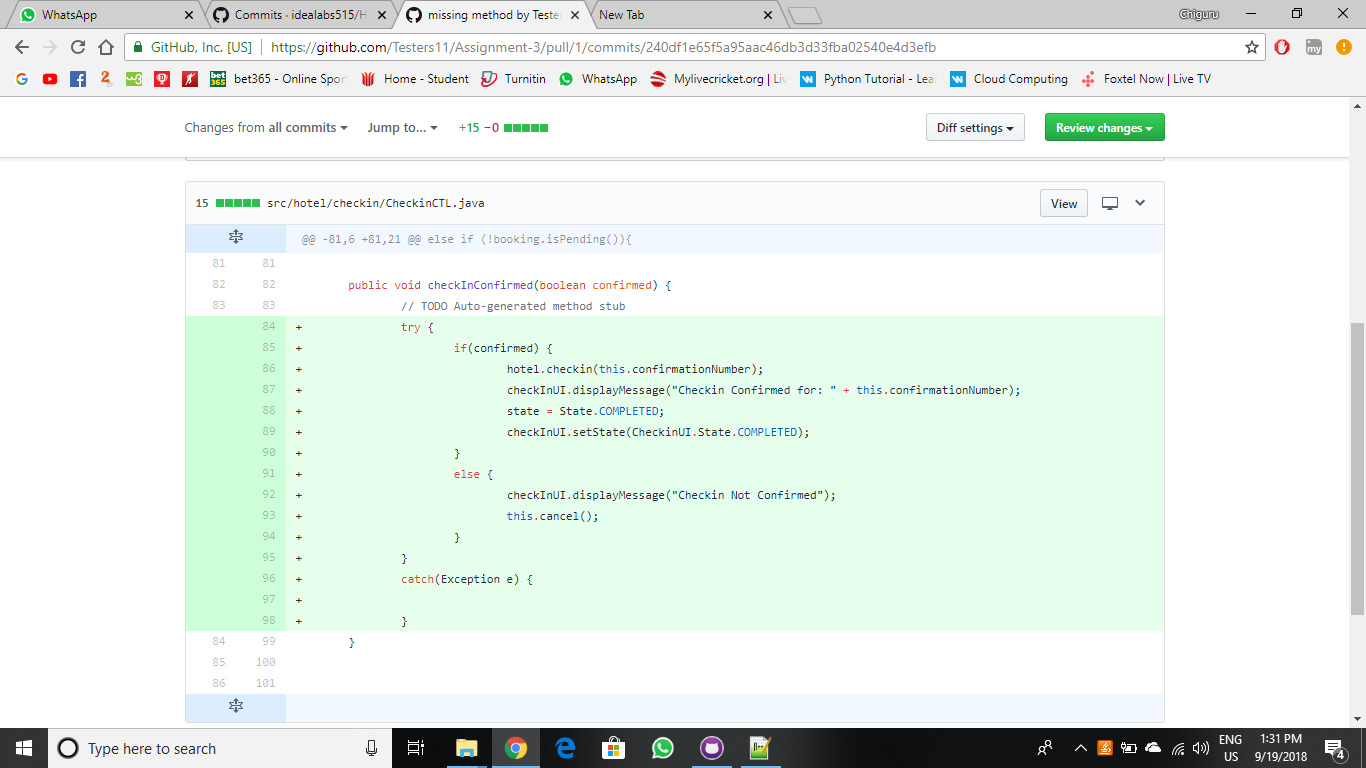 WhatsApp
Commits · idealabs515/H
missing method by Tester
New Tab
Chiguru
GitHub, Inc. [US]
https://github.com/Testers11/Assignment-3/pull/1/commits/240df1e65f5a95aac46db3d33fba02540e4d3efb
my
G
2
w3
bet365
bet365 - Online Spor
Home - Student
Turnitin
WhatsApp
Mylivecricket.org | Liv
Python Tutorial - Lea
Cloud Computing
Foxtel Now | Live TV
Changes from all commits
Jump to...
+15 −0
Diff settings
Review changes
15 src/hotel/checkin/CheckinCTL.java
View
@@ -81,6 +81,21 @@ else if (!booking.isPending()){
81 81
82 82 public void checkInConfirmed(boolean confirmed) {
83 83 // TODO Auto-generated method stub
84 + try {
85 + if(confirmed) {
86 + hotel.checkin(this.confirmationNumber);
87 + checkInUI.displayMessage("Checkin Confirmed for: " + this.confirmationNumber);
88 + state = State.COMPLETED;
89 + checkInUI.setState(CheckinUI.State.COMPLETED);
90 + }
91 + else {
92 + checkInUI.displayMessage("Checkin Not Confirmed");
93 + this.cancel();
94 + }
95 + }
96 + catch(Exception e) {
97 +
98 + }
84 99 }
85 100
86 101
Type here to search
ENG
US
1:31 PM
9/19/2018
4